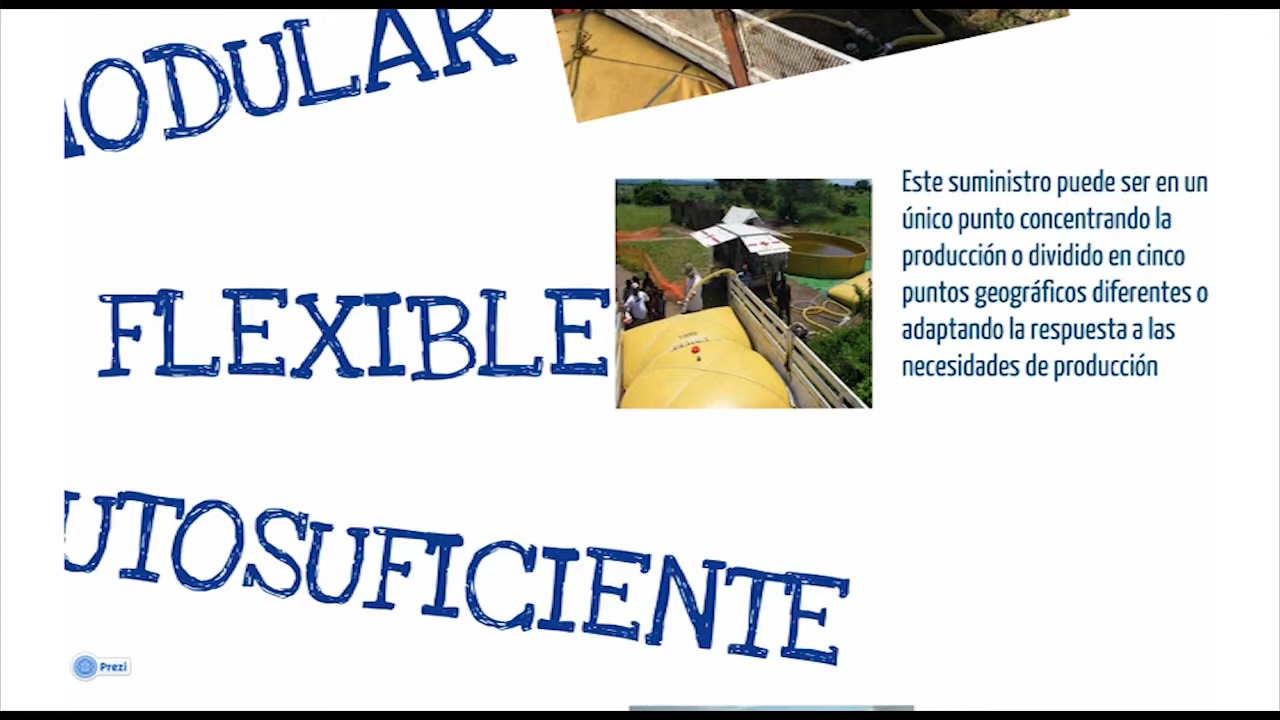 MODULAR
FLEXIBLE
Este suministro puede ser en un
único punto concentrando la
producción o dividido en cinco
puntos geográficos diferentes o
adaptando la respuesta a las
necesidades de producción
UTOSUFICIENTE
Prezi